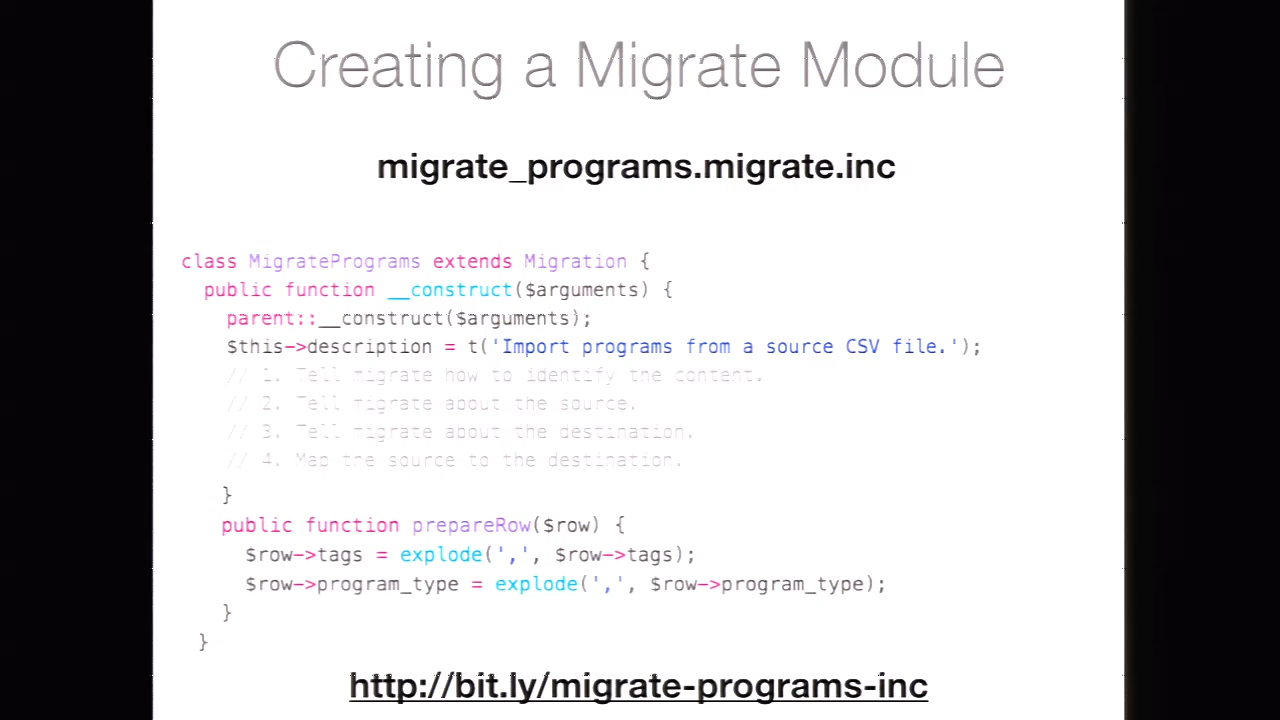 Creating a Migrate Module
migrate_programs.migrate.inc
class MigratePrograms extends Migration {
public function __construct($arguments) {
parent::__construct($arguments);
$this->description = t('Import programs from a source CSV file.');
// 1. Tell migrate how to identify the content.
// 2. Tell migrate about the source.
// 3. Tell migrate about the destination.
// 4. Map the source to the destination.
}
public function prepareRow($row) {
$row->tags = explode(',', $row->tags);
$row->program_type = explode(',', $row->program_type);
}
}
http://bit.ly/migrate-programs-inc